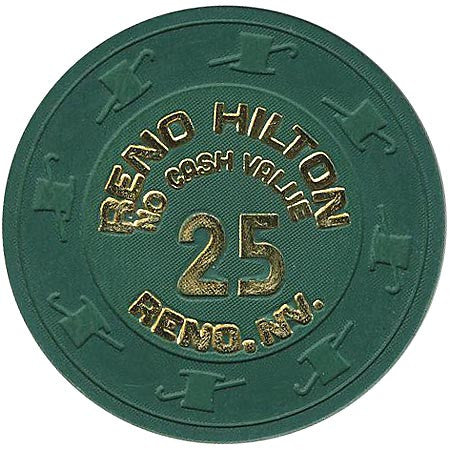 RENO HILTON
NO CASH VALUE
25
RENO. NV.